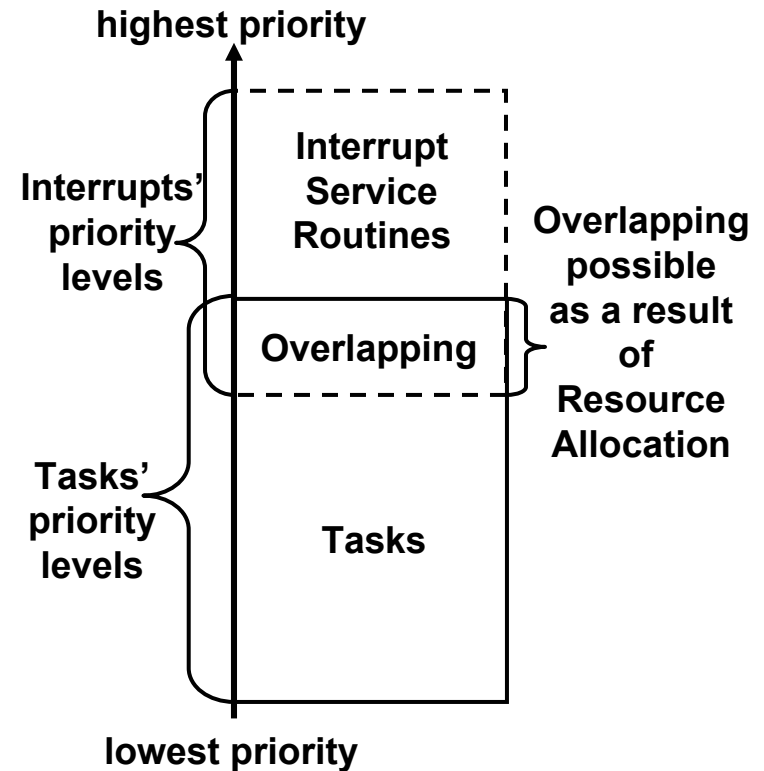 highest priority
Interrupt
Service
Routines
Interrupts’
priority
levels
Overlapping
possible
as a result
of
Resource
Allocation
Overlapping
Tasks’
priority
levels
Tasks
lowest priority